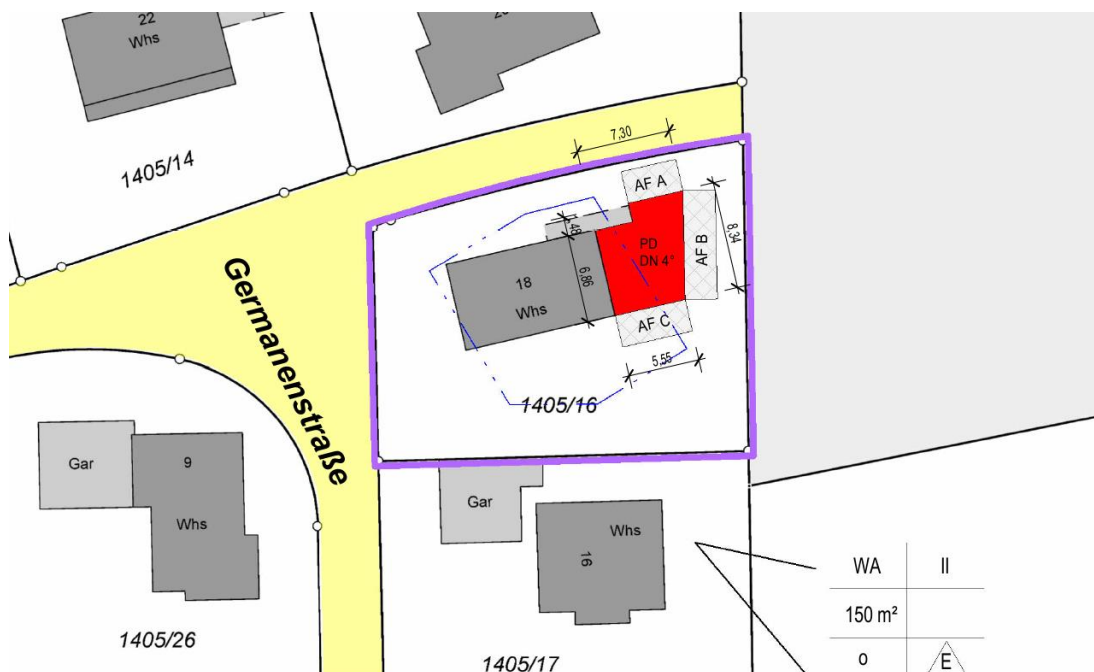 22
Whs
1405/14
7,30
AF A
1,48
PD
DN 4°
AF B
8,34
18
Whs
6,86
AF C
5,55
1405/16
Germanenstraße
Gar
9
Whs
1405/26
Gar
Whs
16
1405/17
WA
II
150 m²
o
E